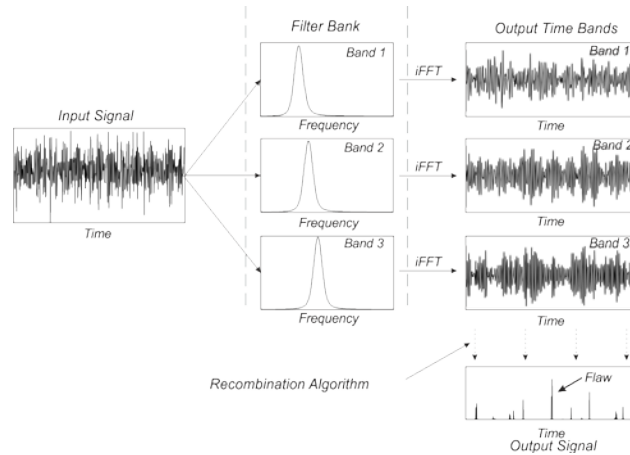 Filter Bank
Output Time Bands
Band 1
iFFT
Band 1
Input Signal
Frequency
Time
Band 2
iFFT
Band 2
Time
Frequency
Time
Band 3
iFFT
Band 3
Frequency
Time
Recombination Algorithm
Flaw
Time
Output Signal